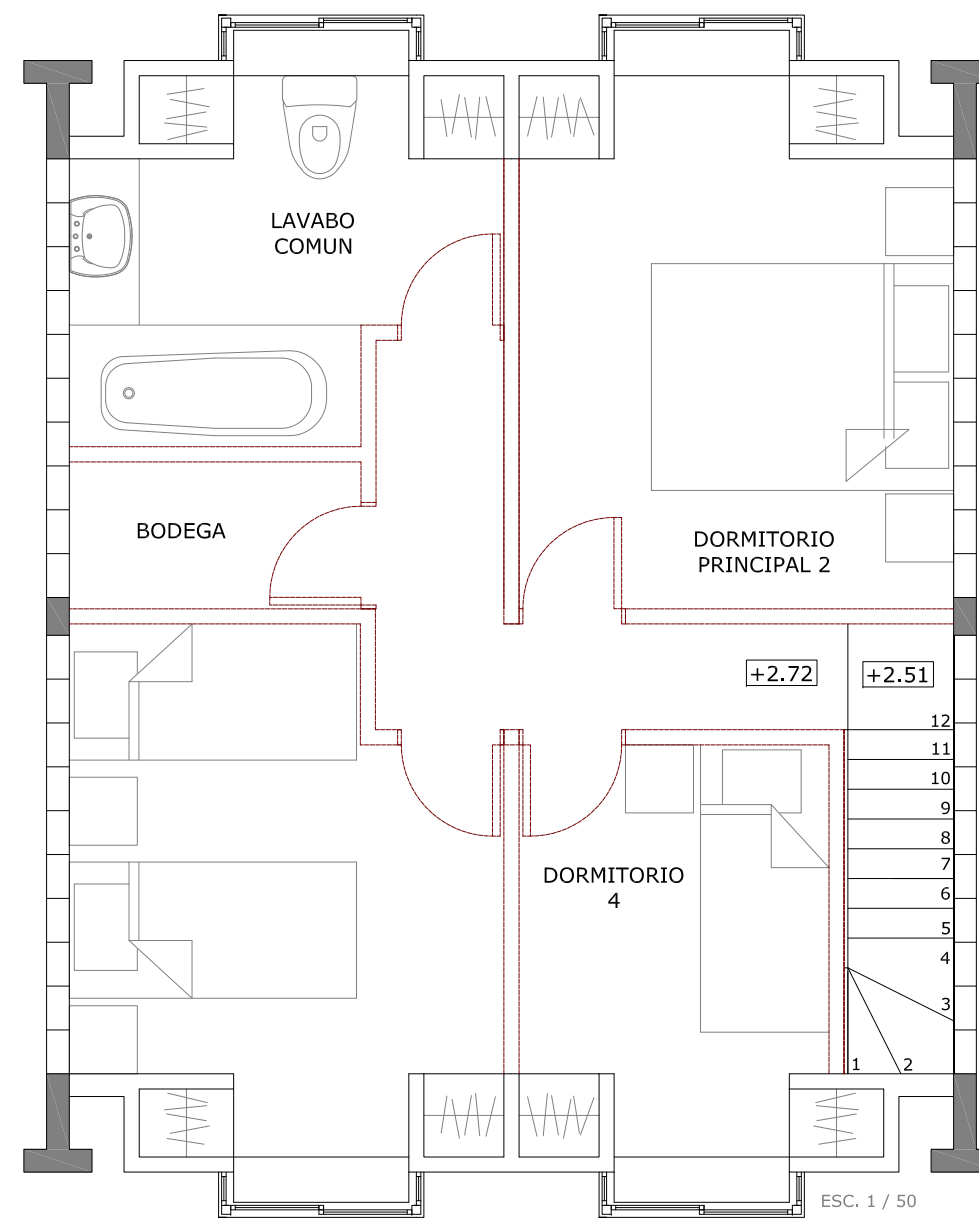 LAVABO
COMUN
BODEGA
DORMITORIO
PRINCIPAL 2
+2.72
+2.51
12
11
10
9
8
7
6
5
4
3
1
2
DORMITORIO
4
ESC. 1 / 50